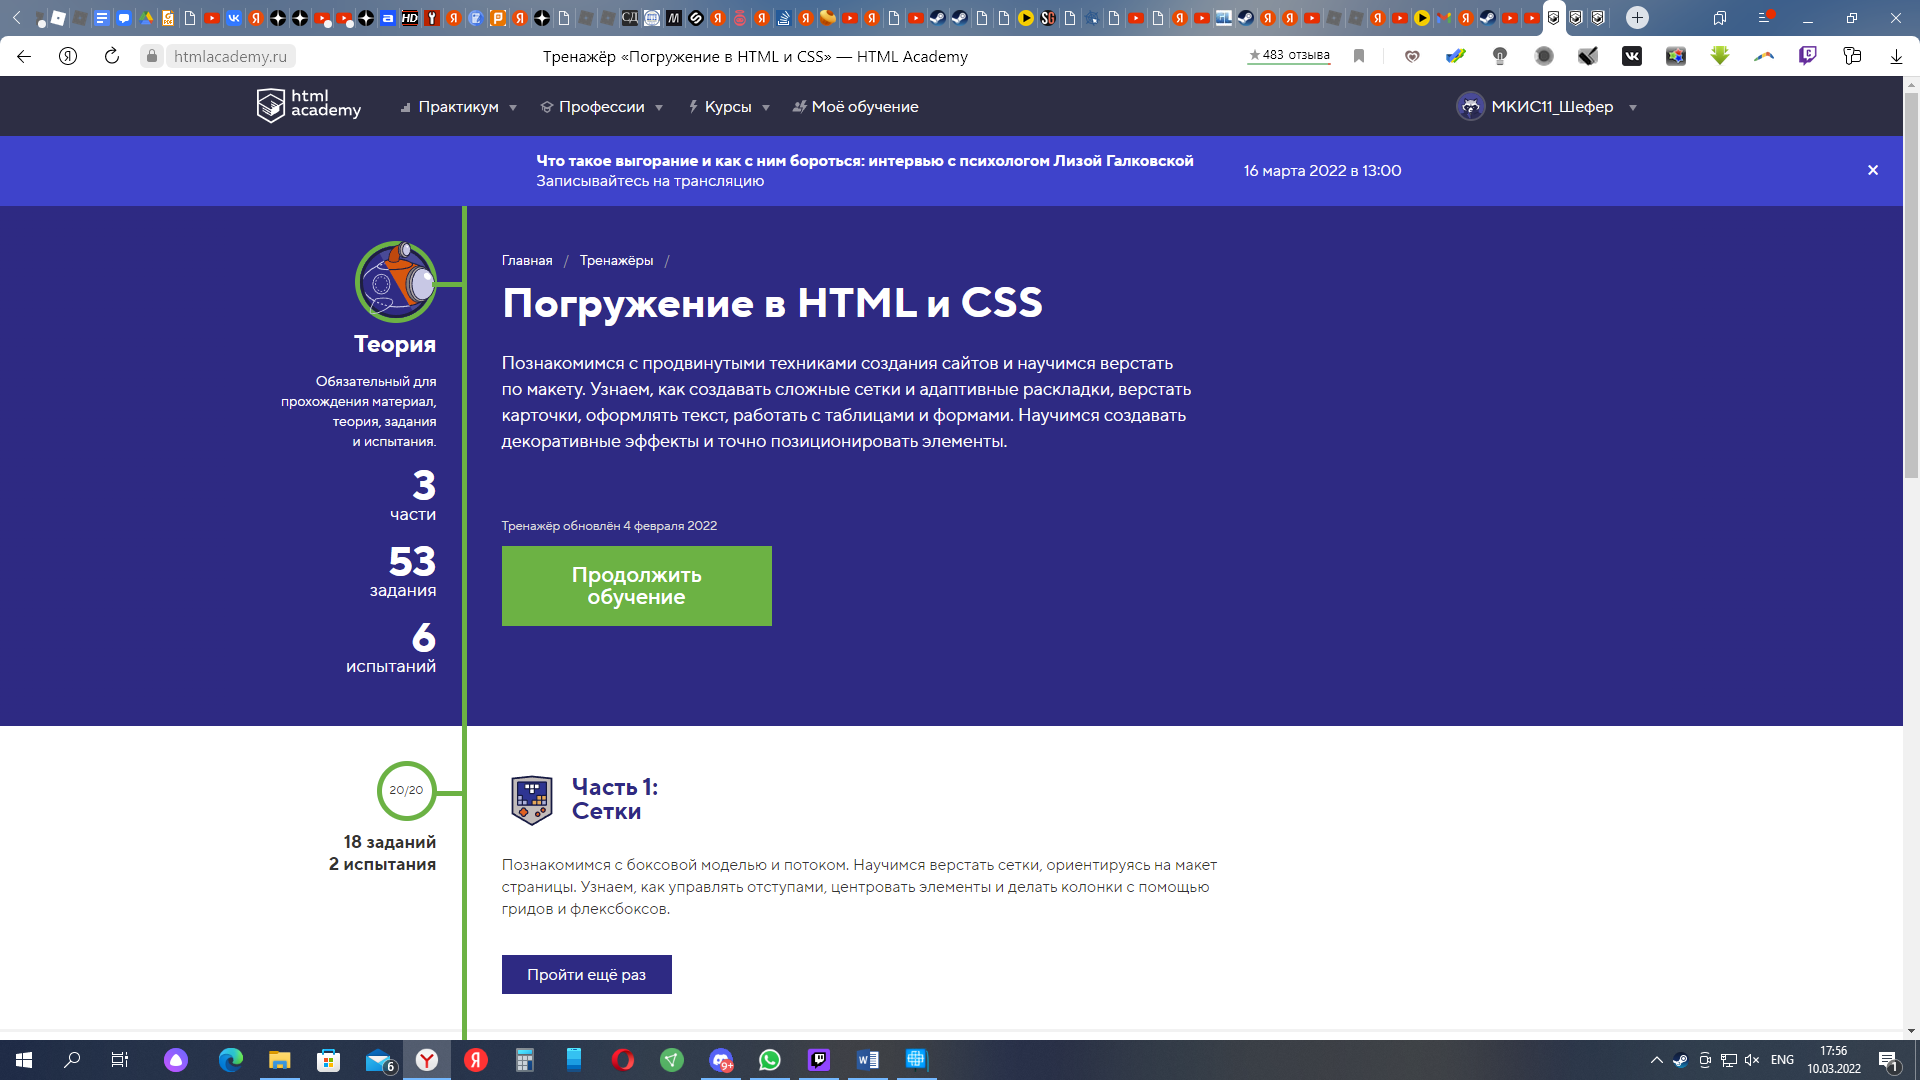 htmlacademy.ru
Тренажёр «Погружение в HTML и CSS» — HTML Academy
★ 483 отзыва
html
academy
Практикум
Профессии
Курсы
Моё обучение
МКИС11_Шефер
Что такое выгорание и как с ним бороться: интервью с психологом Лизой Галковской
Записывайтесь на трансляцию
16 марта 2022 в 13:00
Теория
Обязательный для
прохождения материал,
теория, задания
и испытания.
3
части
53
задания
6
испытаний
Главная / Тренажёры /
Погружение в HTML и CSS
Познакомимся с продвинутыми техниками создания сайтов и научимся верстать
по макету. Узнаем, как создавать сложные сетки и адаптивные раскладки, верстать
карточки, оформлять текст, работать с таблицами и формами. Научимся создавать
декоративные эффекты и точно позиционировать элементы.
Тренажёр обновлён 4 февраля 2022
Продолжить
обучение
20/20
18 заданий
2 испытания
Часть 1:
Сетки
Познакомимся с боксовой моделью и потоком. Научимся верстать сетки, ориентируясь на макет
страницы. Узнаем, как управлять отступами, центровать элементы и делать колонки с помощью
гридов и флексбоксов.
Пройти ещё раз
6
9+
ENG
17:56
10.03.2022
1